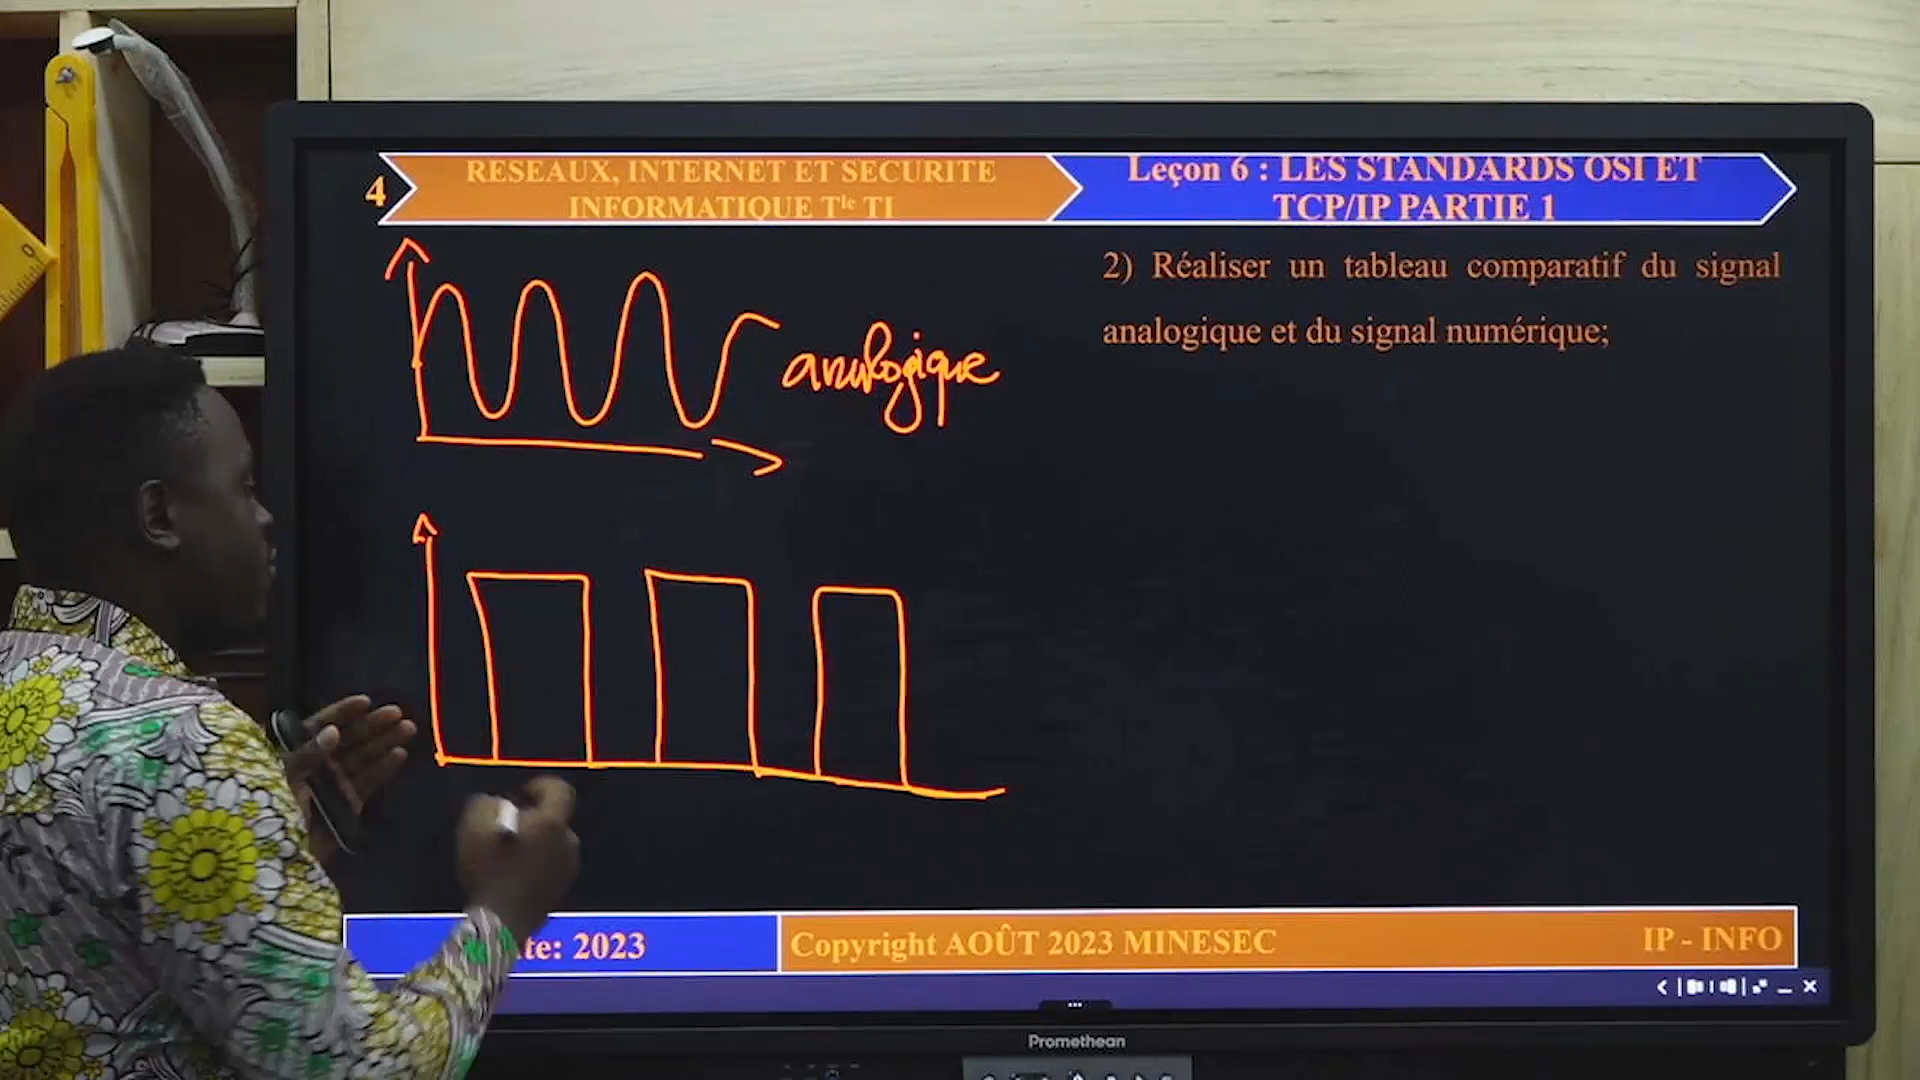 4
RESEAUX, INTERNET ET SECURITE
INFORMATIQUE Tle TI
Leçon 6 : LES STANDARDS OSI ET
TCP/IP PARTIE 1
2) Réaliser un tableau comparatif du signal
analogique et du signal numérique;
analogique
te: 2023
Copyright AOÛT 2023 MINESEC
IP - INFO
Promethean